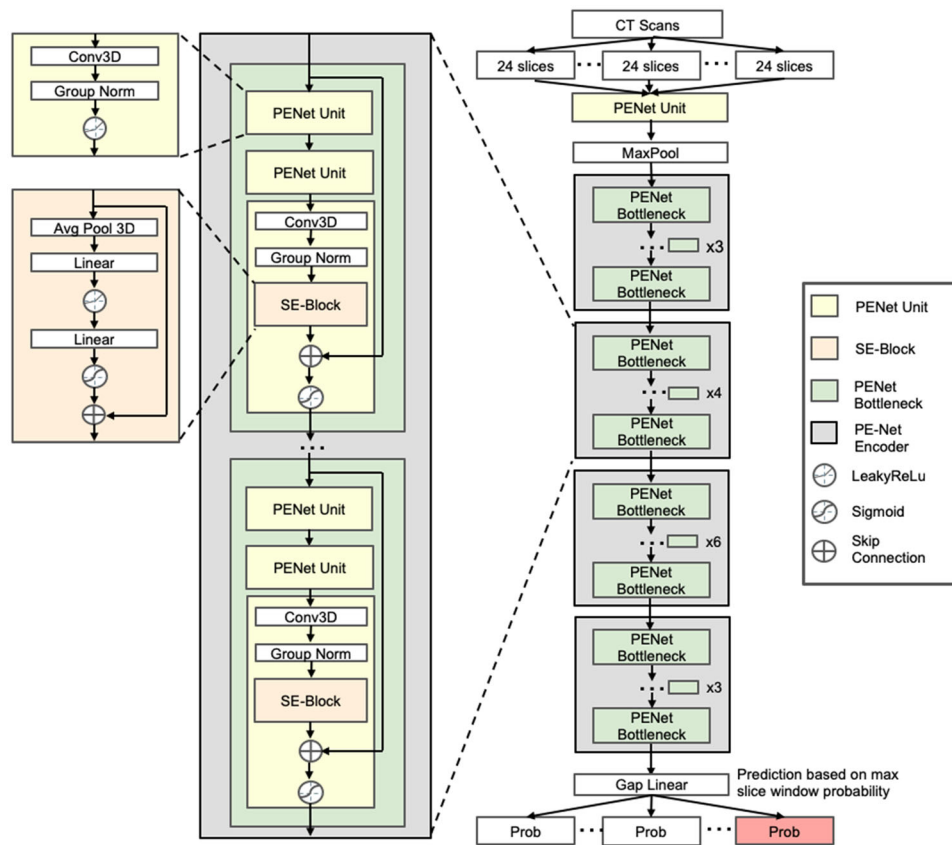 Conv3D
Group Norm
Avg Pool 3D
Linear
Linear
PENet Unit
PENet Unit
Conv3D
Group Norm
SE-Block
...
PENet Unit
PENet Unit
Conv3D
Group Norm
SE-Block
CT Scans
24 slices ... 24 slices ... 24 slices
PENet Unit
MaxPool
PENet
Bottleneck
... x3
PENet
Bottleneck
PENet
Bottleneck
... x4
PENet
Bottleneck
PENet
Bottleneck
... x6
PENet
Bottleneck
PENet
Bottleneck
... x3
PENet
Bottleneck
Gap Linear
Prediction based on max
slice window probability
Prob ... Prob ... Prob
PENet Unit
SE-Block
PENet
Bottleneck
PE-Net
Encoder
LeakyReLu
Sigmoid
Skip
Connection